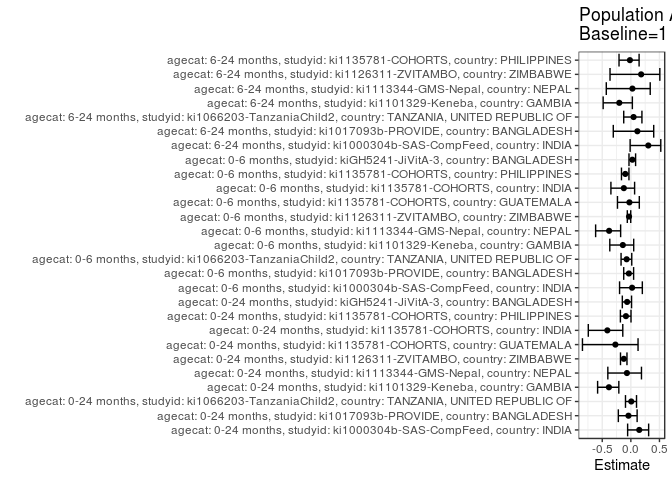 Population
Baseline=1
agecat: 6-24 months, studyid: ki1135781-COHORTS, country: PHILIPPINES
agecat: 6-24 months, studyid: ki1126311-ZVITAMBO, country: ZIMBABWE
agecat: 6-24 months, studyid: ki1113344-GMS-Nepal, country: NEPAL
agecat: 6-24 months, studyid: ki1101329-Keneba, country: GAMBIA
agecat: 6-24 months, studyid: ki1066203-TanzaniaChild2, country: TANZANIA, UNITED REPUBLIC OF
agecat: 6-24 months, studyid: ki1017093b-PROVIDE, country: BANGLADESH
agecat: 6-24 months, studyid: ki1000304b-SAS-CompFeed, country: INDIA
agecat: 0-6 months, studyid: kiGH5241-JiVitA-3, country: BANGLADESH
agecat: 0-6 months, studyid: ki1135781-COHORTS, country: PHILIPPINES
agecat: 0-6 months, studyid: ki1135781-COHORTS, country: INDIA
agecat: 0-6 months, studyid: ki1135781-COHORTS, country: GUATEMALA
agecat: 0-6 months, studyid: ki1126311-ZVITAMBO, country: ZIMBABWE
agecat: 0-6 months, studyid: ki1113344-GMS-Nepal, country: NEPAL
agecat: 0-6 months, studyid: ki1101329-Keneba, country: GAMBIA
agecat: 0-6 months, studyid: ki1066203-TanzaniaChild2, country: TANZANIA, UNITED REPUBLIC OF
agecat: 0-6 months, studyid: ki1017093b-PROVIDE, country: BANGLADESH
agecat: 0-6 months, studyid: ki1000304b-SAS-CompFeed, country: INDIA
agecat: 0-24 months, studyid: kiGH5241-JiVitA-3, country: BANGLADESH
agecat: 0-24 months, studyid: ki1135781-COHORTS, country: PHILIPPINES
agecat: 0-24 months, studyid: ki1135781-COHORTS, country: INDIA
agecat: 0-24 months, studyid: ki1135781-COHORTS, country: GUATEMALA
agecat: 0-24 months, studyid: ki1126311-ZVITAMBO, country: ZIMBABWE
agecat: 0-24 months, studyid: ki1113344-GMS-Nepal, country: NEPAL
agecat: 0-24 months, studyid: ki1101329-Keneba, country: GAMBIA
agecat: 0-24 months, studyid: ki1066203-TanzaniaChild2, country: TANZANIA, UNITED REPUBLIC OF
agecat: 0-24 months, studyid: ki1017093b-PROVIDE, country: BANGLADESH
agecat: 0-24 months, studyid: ki1000304b-SAS-CompFeed, country: INDIA
-0.5 0.0 0.5
Estimate